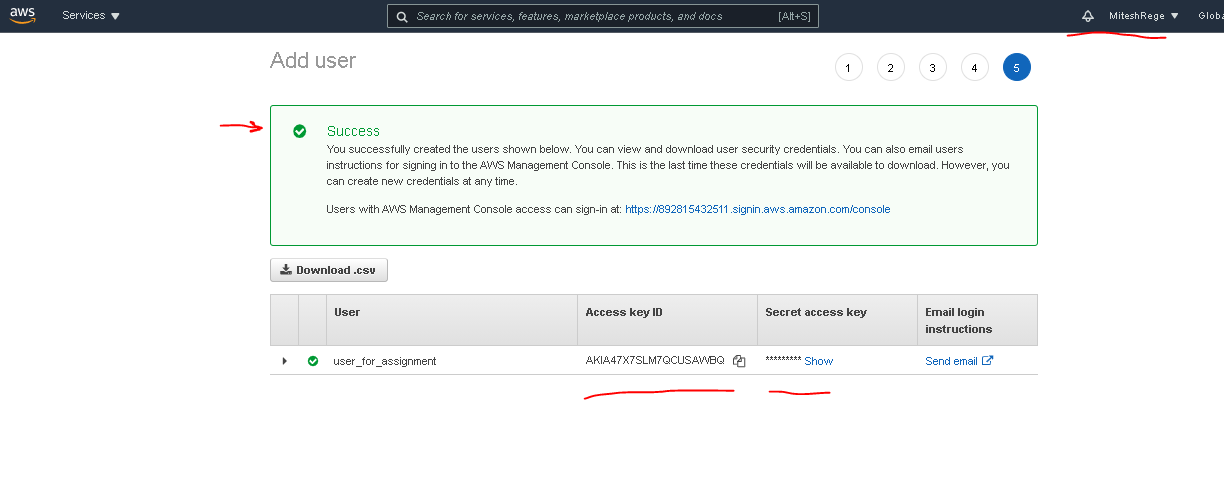 aws
Services
Search for services, features, marketplace products, and docs [Alt+S]
MiteshRege
Globa
Add user
1 2 3 4 5
Success
You successfully created the users shown below. You can view and download user security credentials. You can also email users
instructions for signing in to the AWS Management Console. This is the last time these credentials will be available to download. However, you
can create new credentials at any time.
Users with AWS Management Console access can sign-in at: https://892815432511.signin.aws.amazon.com/console
Download .csv
User Access key ID Secret access key Email login
instructions
user_for_assignment AKIA47X7SLM7QCUSAWBQ ********* Show Send email